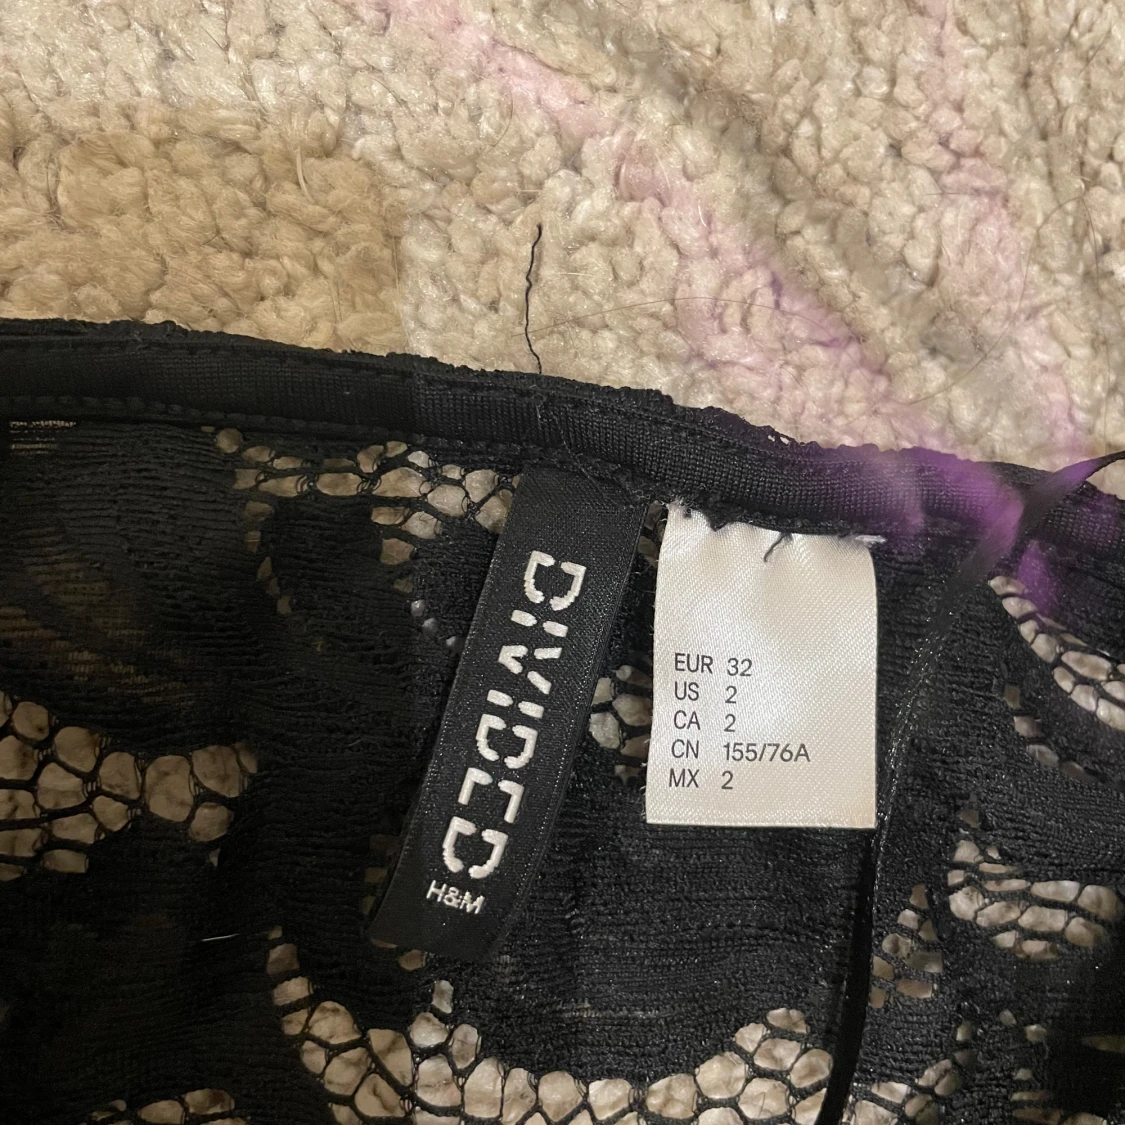 DIVIDED
H&M
EUR 32
US 2
CA 2
CN 155/76A
MX 2